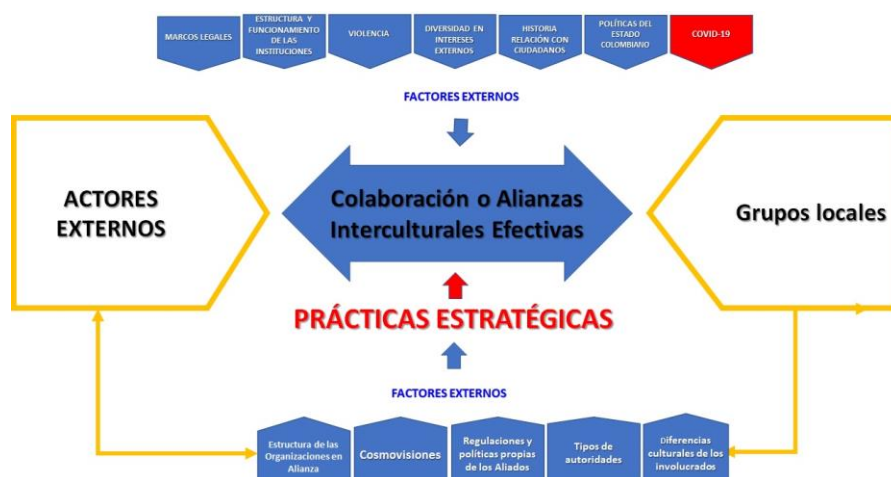 MARCOS LEGALES
ESTRUCTURA Y
FUNCIONAMIENTO
DE LAS
INSTITUCIONES
VIOLENCIA
DIVERSIDAD EN
INTERESES
EXTERNOS
HISTORIA
RELACIÓN CON
CIUDADANOS
POLÍTICAS DEL
ESTADO
COLOMBIANO
COVID-19
FACTORES EXTERNOS
ACTORES
EXTERNOS
Colaboración o Alianzas
Interculturales Efectivas
Grupos locales
PRÁCTICAS ESTRATÉGICAS
FACTORES EXTERNOS
Estructura de las
Organizaciones en
Alianza
Cosmovisiones
Regulaciones y
políticas propias
de los Aliados
Tipos de
autoridades
Diferencias
culturales de los
involucrados